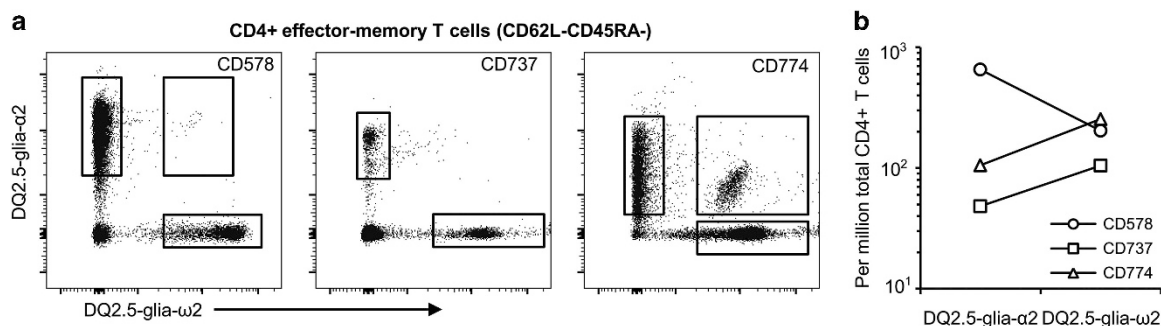 a
CD4+ effector-memory T cells (CD62L-CD45RA-)
CD578
CD737
CD774
DQ2.5-glia-α2
DQ2.5-glia-ω2
b
Per million total CD4+ T cells
10³
10²
10¹
CD578
CD737
CD774
DQ2.5-glia-α2 DQ2.5-glia-ω2